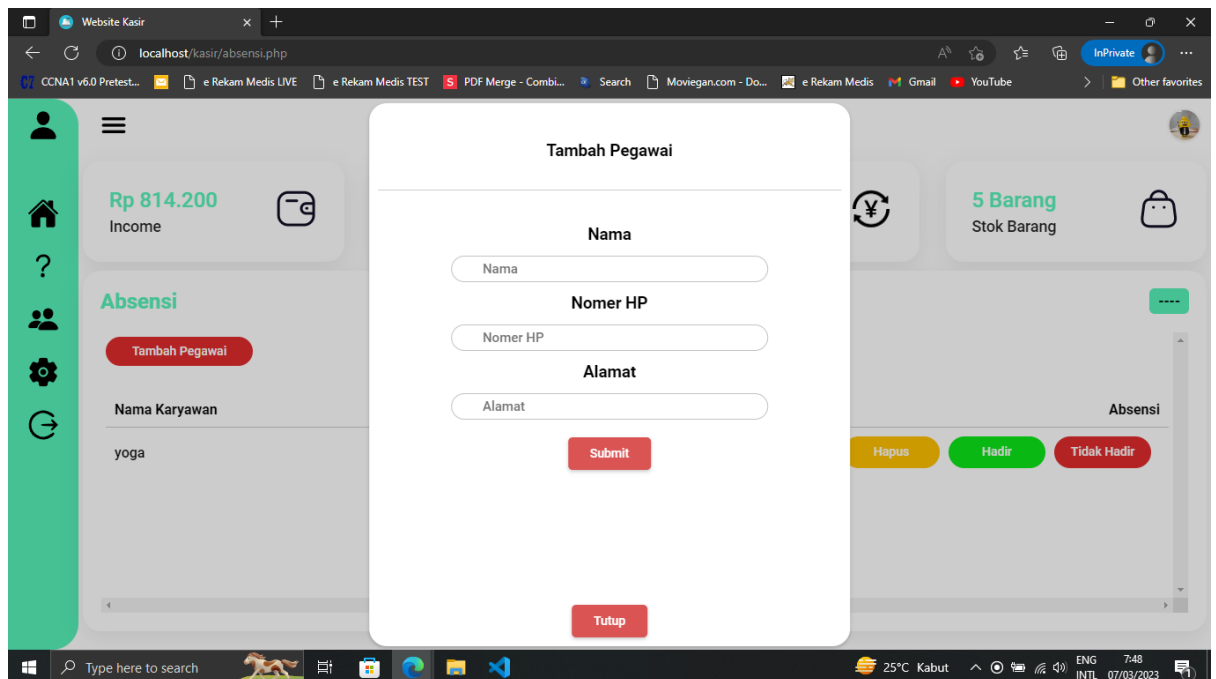 Website Kasir
localhost/kasir/absensi.php
InPrivate
CCNA1 v6.0 Pretest...
e Rekam Medis LIVE
e Rekam Medis TEST
PDF Merge - Combi...
Search
Moviegan.com - Do...
e Rekam Medis
Gmail
YouTube
Other favorites
Tambah Pegawai
Rp 814.200
Income
5 Barang
Stok Barang
Nama
Nama
Nomer HP
Nomer HP
Alamat
Alamat
Submit
Tutup
Absensi
----
Tambah Pegawai
Nama Karyawan
Absensi
yoga
Hapus
Hadir
Tidak Hadir
Type here to search
25°C Kabut
ENG
INTL
7:48
07/03/2023